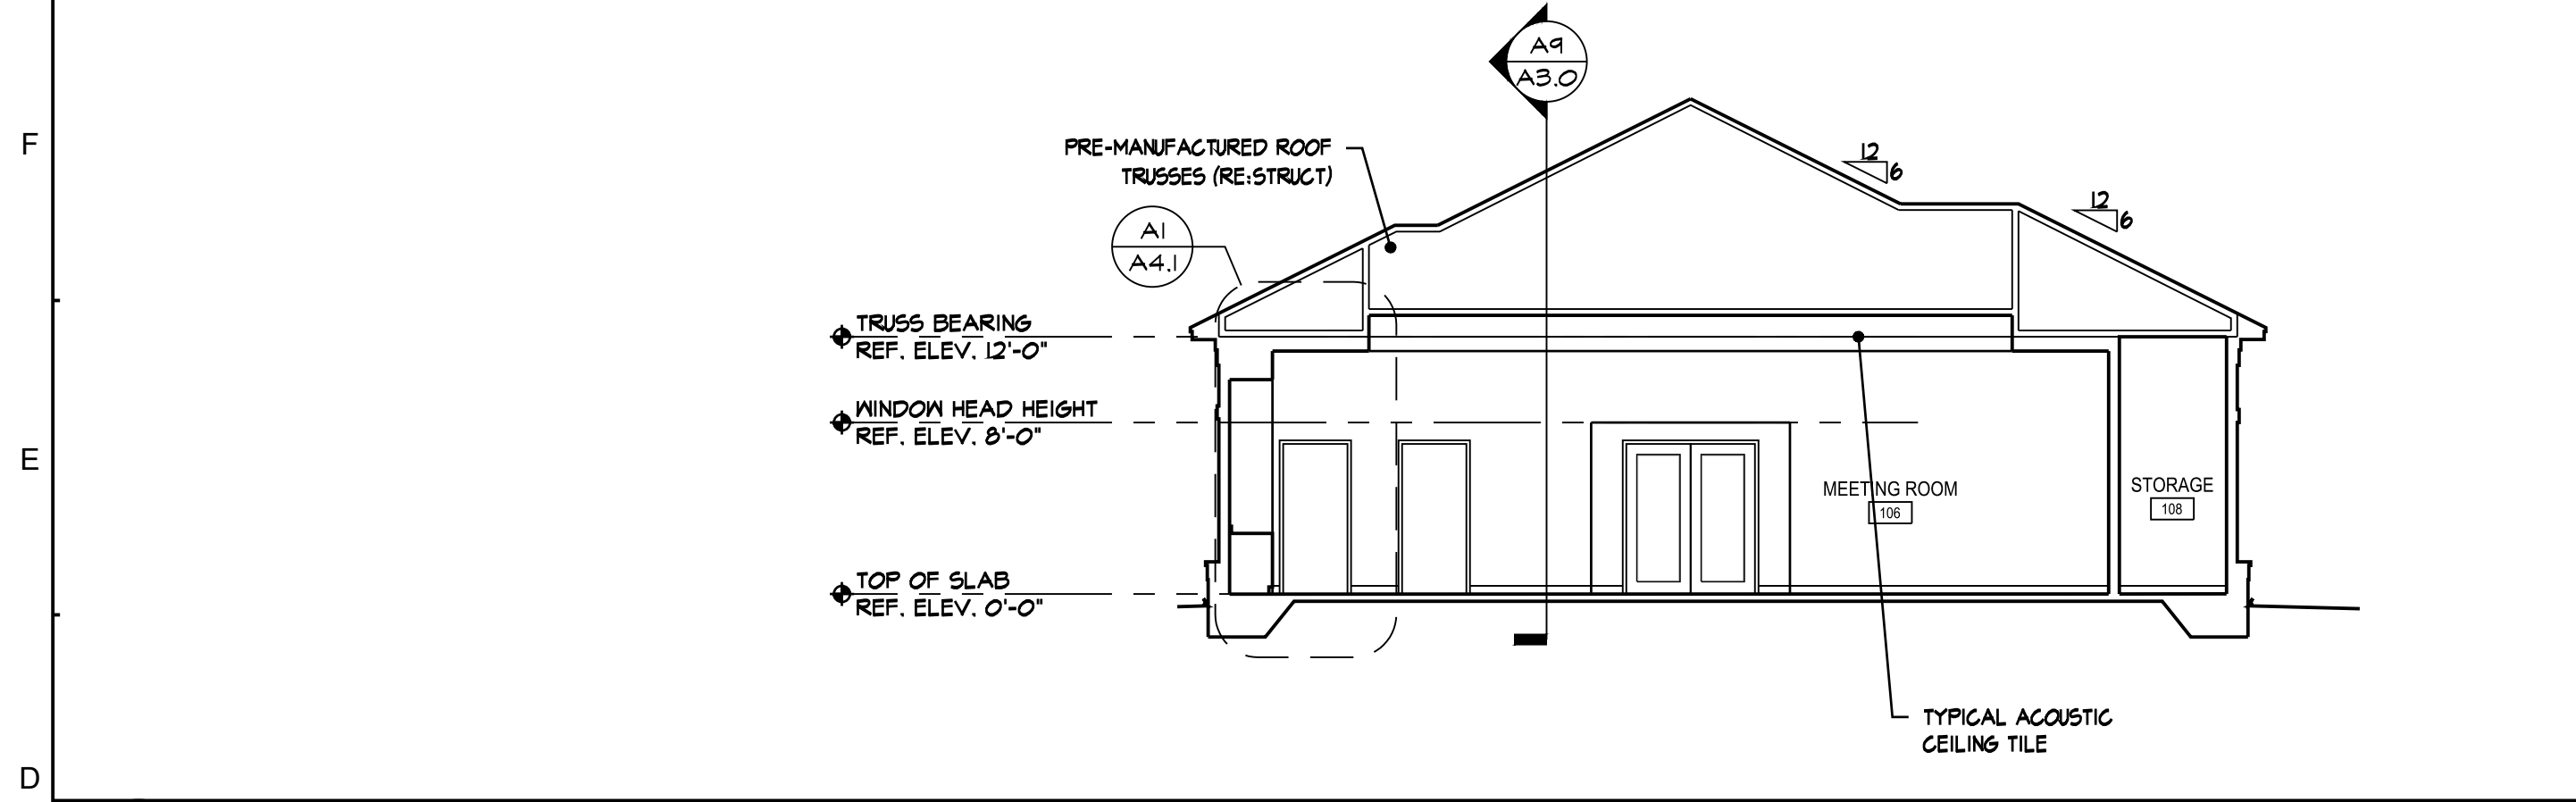 A9
A3.0
F
PRE-MANUFACTURED ROOF
TRUSSES (RE:STRUCT)
12
6
12
6
A1
A4.1
TRUSS BEARING
REF. ELEV. 12'-0"
WINDOW HEAD HEIGHT
REF. ELEV. 8'-0"
E
MEETING ROOM
106
STORAGE
108
TOP OF SLAB
REF. ELEV. 0'-0"
TYPICAL ACOUSTIC
CEILING TILE
D